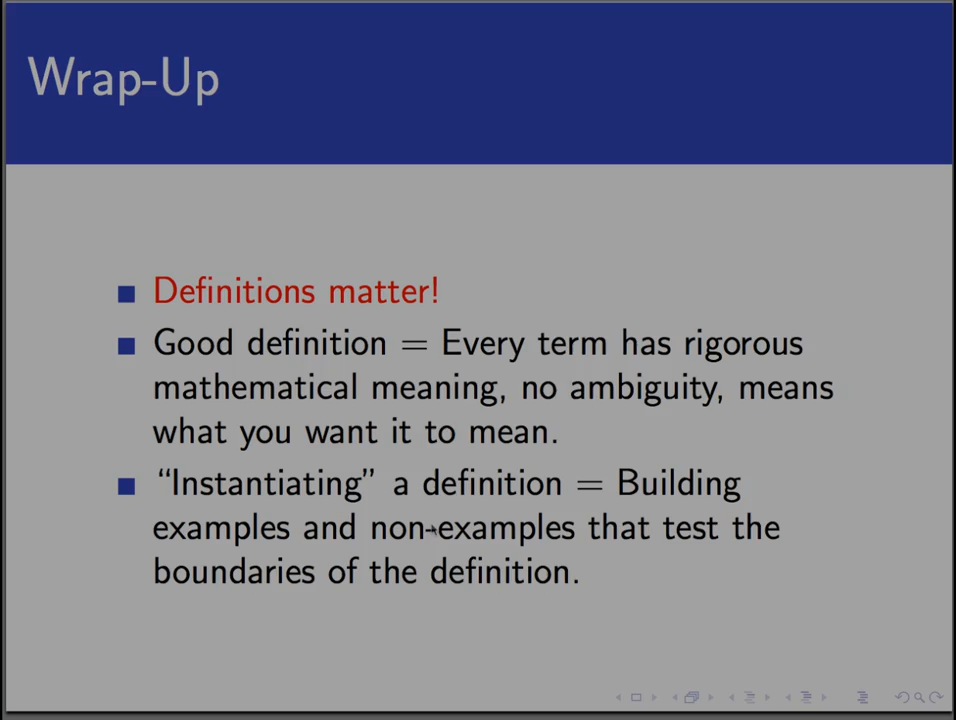 Wrap-Up
Definitions matter!
Good definition = Every term has rigorous
mathematical meaning, no ambiguity, means
what you want it to mean.
“Instantiating” a definition = Building
examples and non-examples that test the
boundaries of the definition.